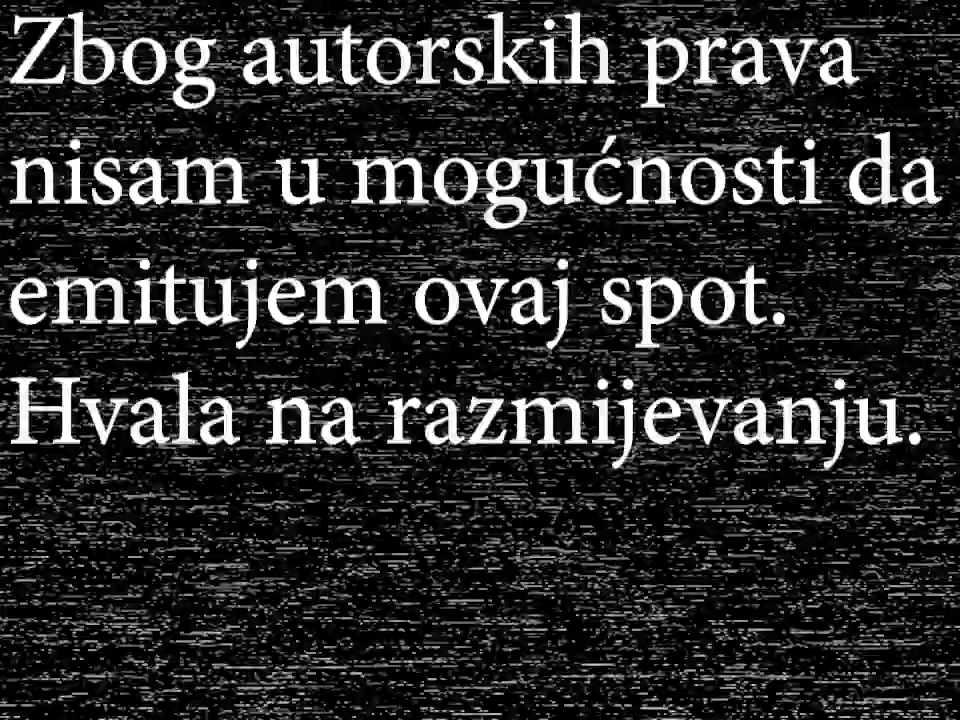 Zbog autorskih prava
nisam u mogućnosti da
emitujem ovaj spot.
Hvala na razmijevanju.